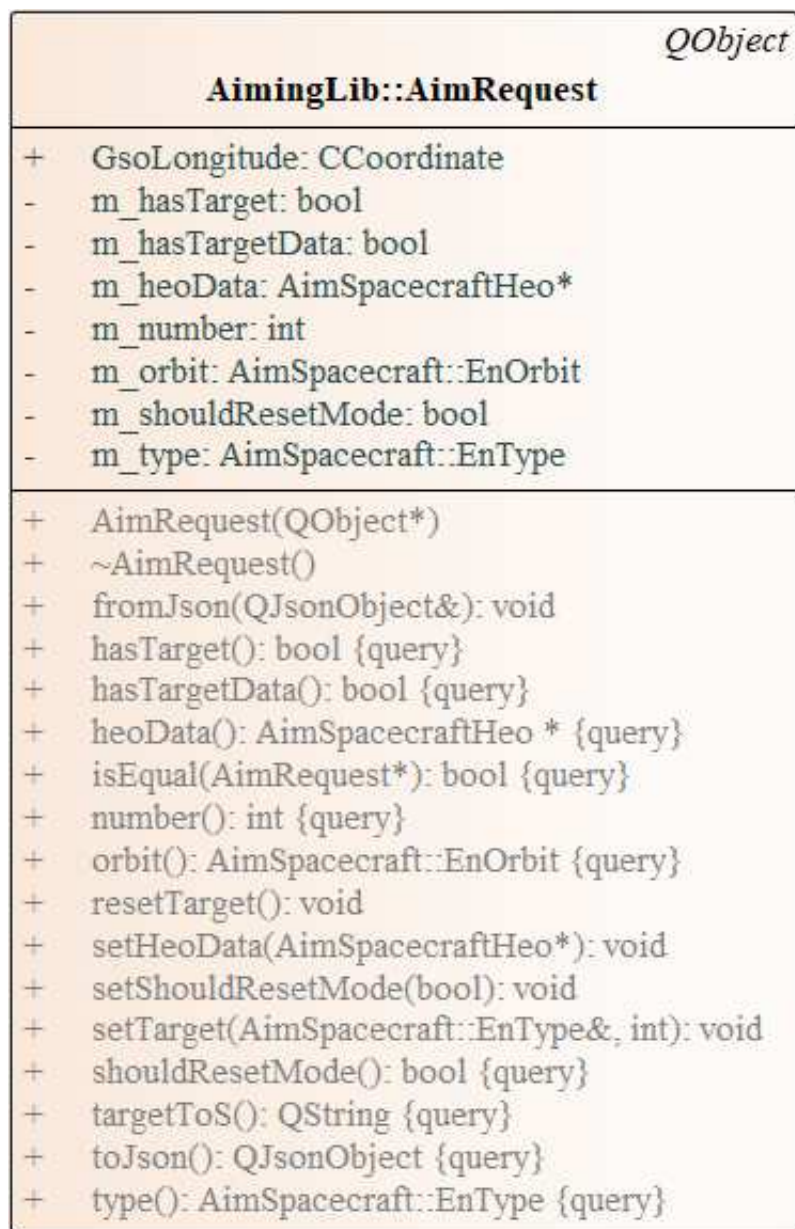 QObject
AimingLib::AimRequest
+ GsoLongitude: CCoordinate
- m_hasTarget: bool
- m_hasTargetData: bool
- m_heoData: AimSpacecraftHeo*
- m_number: int
- m_orbit: AimSpacecraft::EnOrbit
- m_shouldResetMode: bool
- m_type: AimSpacecraft::EnType
+ AimRequest(QObject*)
+ ~AimRequest()
+ fromJson(QJsonObject&): void
+ hasTarget(): bool {query}
+ hasTargetData(): bool {query}
+ heoData(): AimSpacecraftHeo * {query}
+ isEqual(AimRequest*): bool {query}
+ number(): int {query}
+ orbit(): AimSpacecraft::EnOrbit {query}
+ resetTarget(): void
+ setHeoData(AimSpacecraftHeo*): void
+ setShouldResetMode(bool): void
+ setTarget(AimSpacecraft::EnType&, int): void
+ shouldResetMode(): bool {query}
+ targetToS(): QString {query}
+ toJson(): QJsonObject {query}
+ type(): AimSpacecraft::EnType {query}